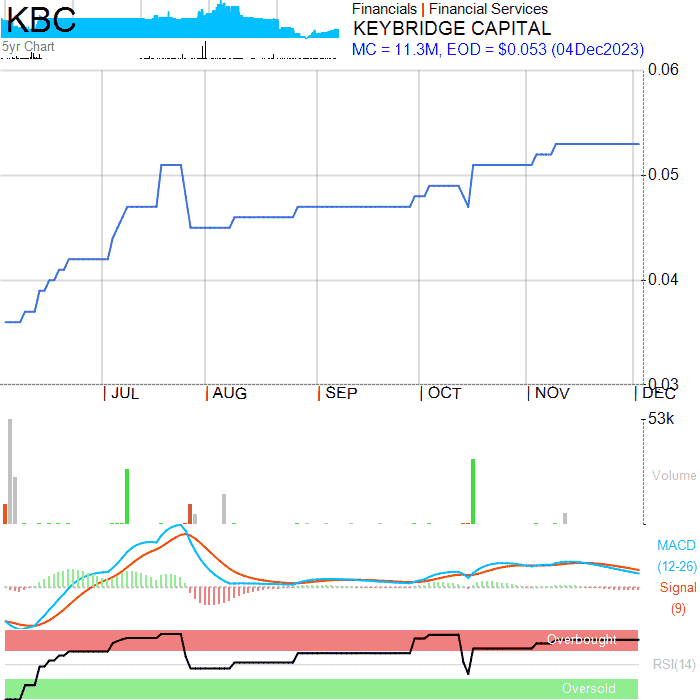 KBC
Financials | Financial Services
KEYBRIDGE CAPITAL
5yr Chart
MC = 11.3M, EOD = $0.053 (04Dec2023)
0.06
0.05
0.04
0.03
JUL AUG SEP OCT NOV DEC
53k
Volume
MACD
(12-26)
Signal
(9)
Overbought
RSI(14)
Oversold